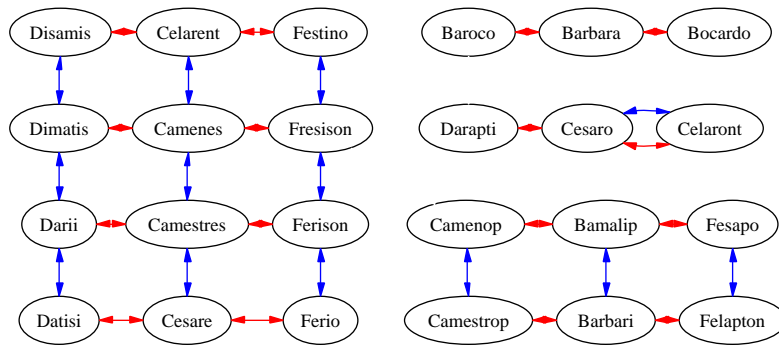 Disamis Celarent Festino Baroco Barbara Bocardo
Dimatis Camenes Fresison Darapti Cesaro Celaront
Darii Camestres Ferison Camenop Bamalip Fesapo
Datisi Cesare Ferio Camestrop Barbari Felapton